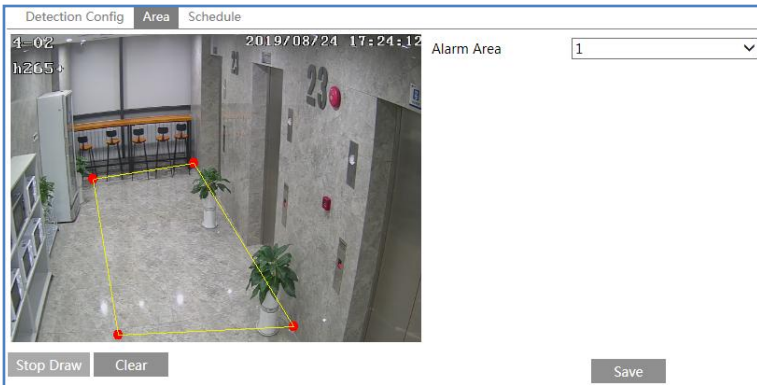 Detection Config Area Schedule
4-02 2019/08/24 17:24:12
h265+
23
Alarm Area 1
Stop Draw Clear
Save